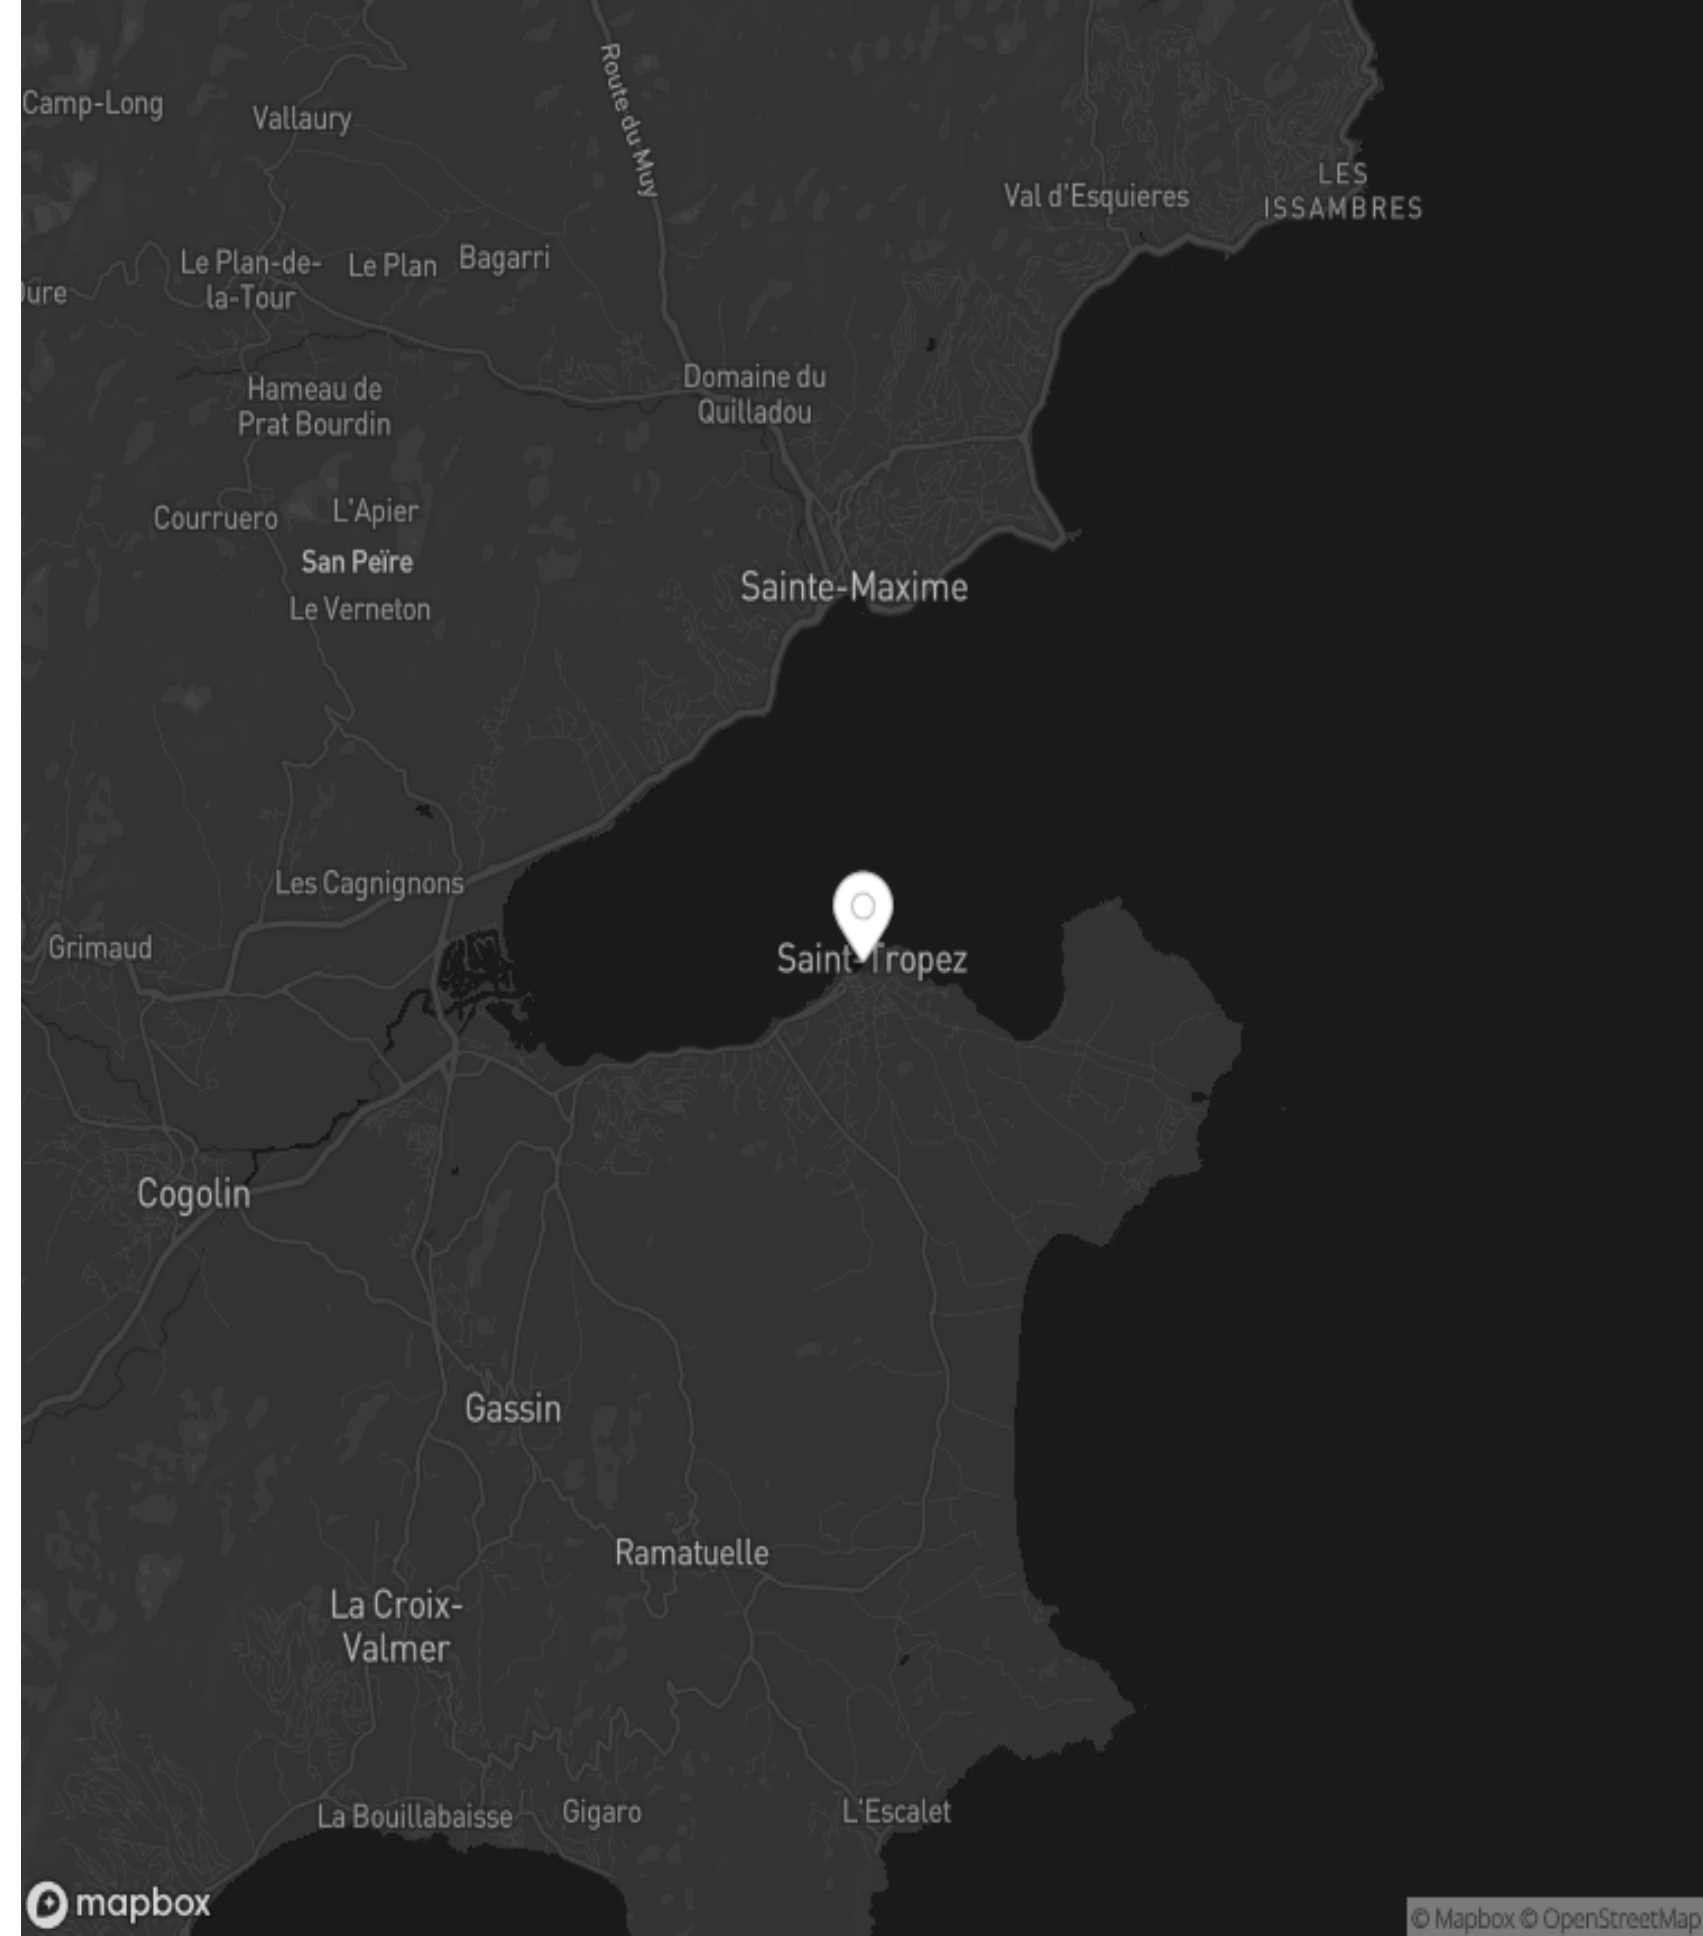 Camp-Long
Vallaury
Route du Muy
LES
ISSAMBRES
Val d'Esquieres
Le Plan-de-
la-Tour
Le Plan
Bagarri
Domaine du
Quilladou
Hameau de
Prat Bourdin
Courruero
L'Apier
San Peïre
Le Verneton
Sainte-Maxime
Les Cagnignons
Grimaud
Saint-Tropez
Cogolin
Gassin
Ramatuelle
La Croix-
Valmer
La Bouillabaisse
Gigaro
L'Escalet
mapbox
© Mapbox © OpenStreetMap